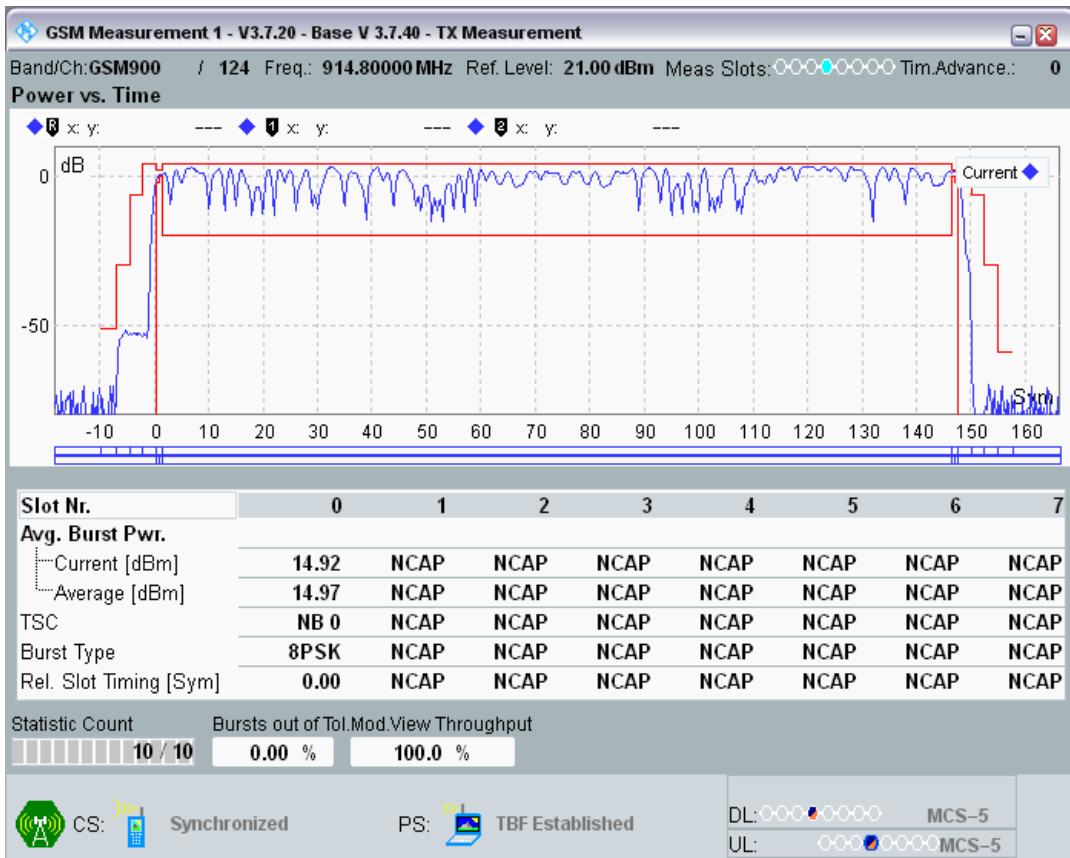 GSM Measurement 1 - V3.7.20 - Base V 3.7.40 - TX Measurement
Band/Ch:GSM900 / 124 Freq.: 914.80000 MHz Ref. Level: 21.00 dBm Meas Slots: Tim.Advance.: 0
Power vs. Time
R x: y: --- 1 x: y: --- 2 x: y: ---
dB
Current
0
-50
Sym
-10 0 10 20 30 40 50 60 70 80 90 100 110 120 130 140 150 160
Slot Nr. 0 1 2 3 4 5 6 7
Avg. Burst Pwr.
Current [dBm] 14.92 NCAP NCAP NCAP NCAP NCAP NCAP NCAP
Average [dBm] 14.97 NCAP NCAP NCAP NCAP NCAP NCAP NCAP
TSC NB 0 NCAP NCAP NCAP NCAP NCAP NCAP NCAP
Burst Type 8PSK NCAP NCAP NCAP NCAP NCAP NCAP NCAP
Rel. Slot Timing [Sym] 0.00 NCAP NCAP NCAP NCAP NCAP NCAP NCAP
Statistic Count Bursts out of Tol.Mod.View Throughput
10 / 10 0.00 % 100.0 %
CS: Synchronized PS: TBF Established
DL: MCS-5
UL: MCS-5